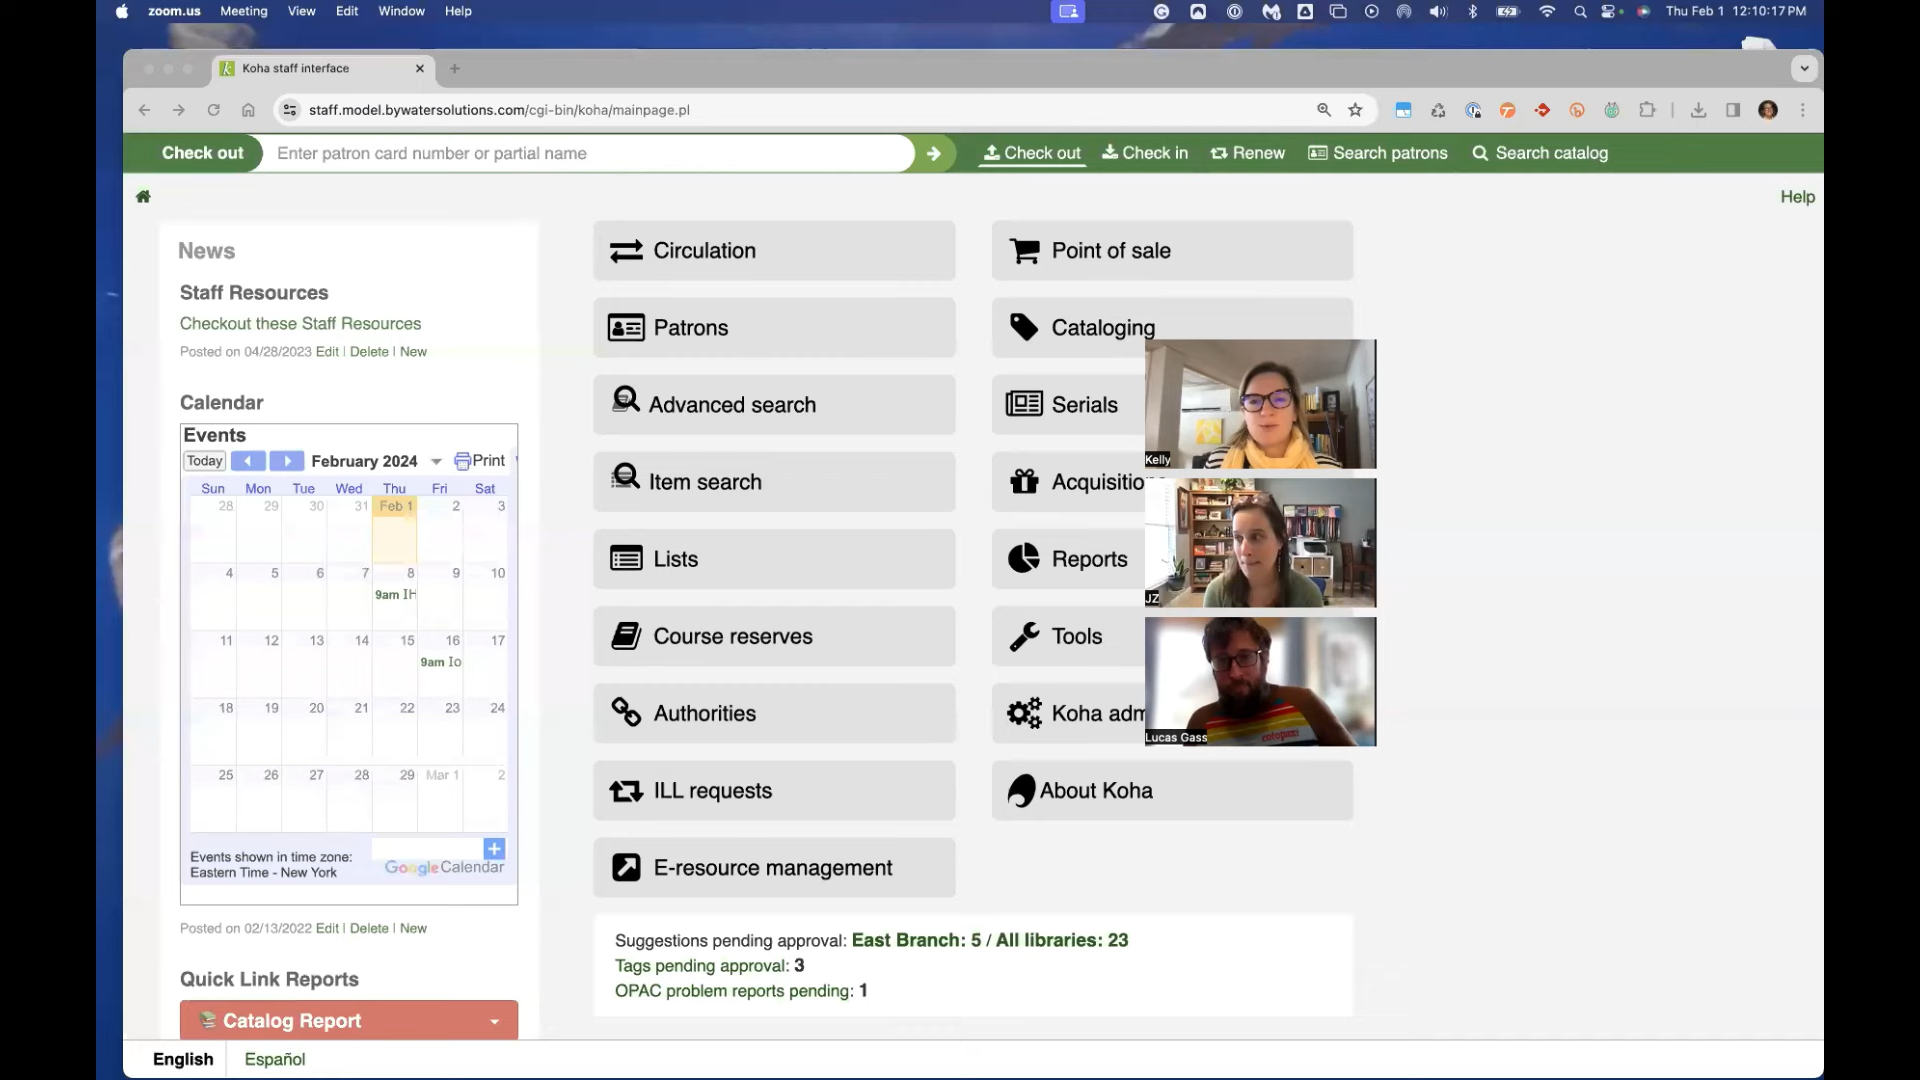 zoom.us Meeting View Edit Window Help
Thu Feb 1 12:10:17 PM
Koha staff interface
staff.model.bywatersolutions.com/cgi-bin/koha/mainpage.pl
Check out
Enter patron card number or partial name
Check out
Check in
Renew
Search patrons
Search catalog
Help
News
Staff Resources
Checkout these Staff Resources
Posted on 04/28/2023 Edit | Delete | New
Calendar
Events
Today February 2024 Print
Sun Mon Tue Wed Thu Fri Sat
28 29 30 31 Feb 1 2 3
4 5 6 7 8 9 10
9am IH
11 12 13 14 15 16 17
9am Io
18 19 20 21 22 23 24
25 26 27 28 29 Mar 1 2
Events shown in time zone:
Eastern Time - New York
Google Calendar
Posted on 02/13/2022 Edit | Delete | New
Quick Link Reports
Catalog Report
English
Español
Circulation
Patrons
Advanced search
Item search
Lists
Course reserves
Authorities
ILL requests
E-resource management
Point of sale
Cataloging
Serials
Acquisitio
Reports
Tools
Koha adm
About Koha
Kelly
JZ
cotopaxi
Lucas Gass
Suggestions pending approval: East Branch: 5 / All libraries: 23
Tags pending approval: 3
OPAC problem reports pending: 1